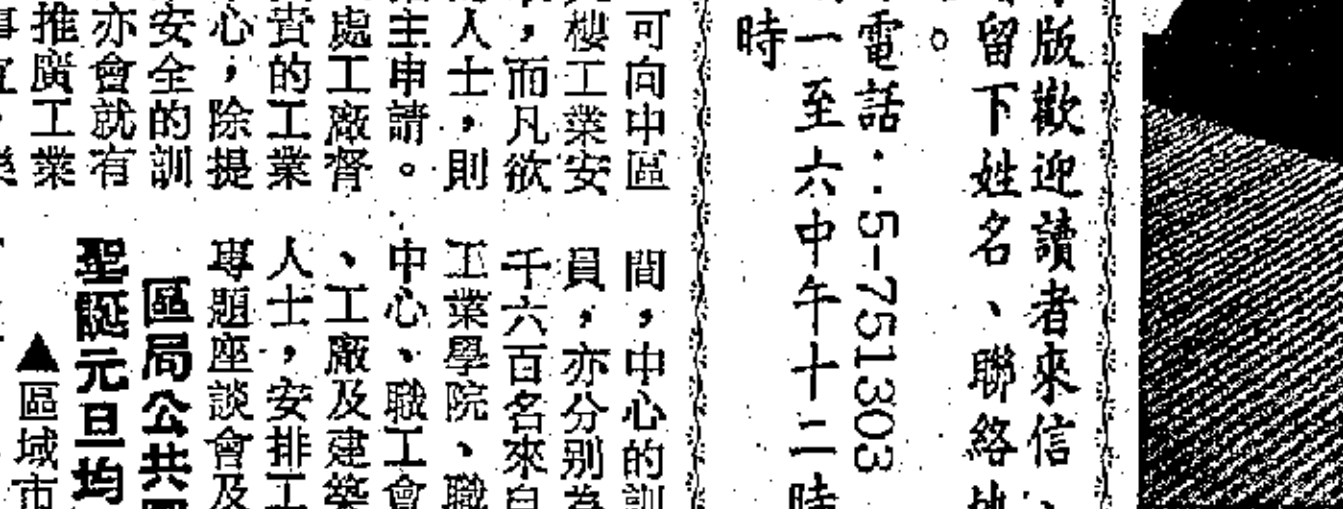 版歡迎讀者來信、
留下姓名、聯絡地
。
電話：5-751303
一至六中午十二時
時
可向中區
樓工業安
，而凡欲
人士，則
主申請。
處工廠督
責的工業
心，除提
安全的訓
亦會就有
推廣工業
間，中心的訓
員，亦分別為
千六百名來自
工業學院、職
中心、職工會
、工廠及建築
人士，安排工
專題座談會及
區局公共
聖誕元旦均
▲區域市